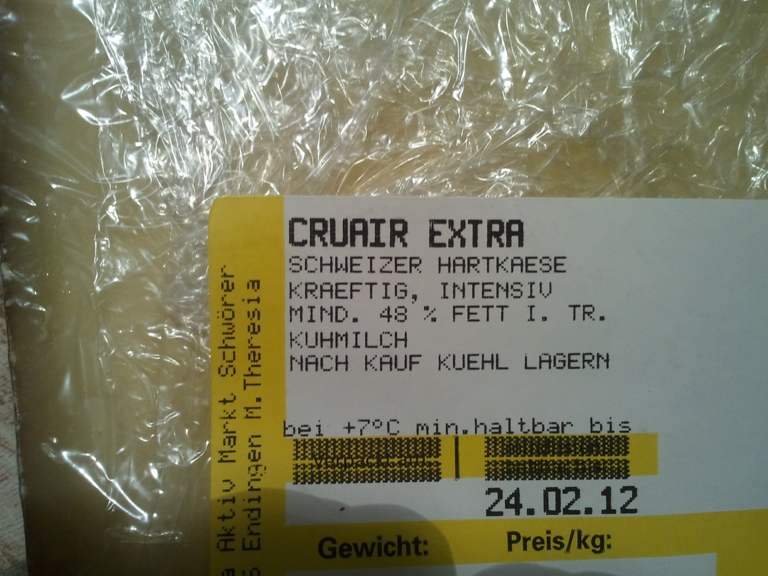 CRUAIR EXTRA
SCHWEIZER HARTKAESE
KRAEFTIG, INTENSIV
MIND. 48 % FETT I. TR.
KUHMILCH
NACH KAUF KUEHL LAGERN
bei +7°C min.haltbar bis
24.02.12
Gewicht: Preis/kg:
Aktiv Markt Schwörer
Endingen M.Theresia